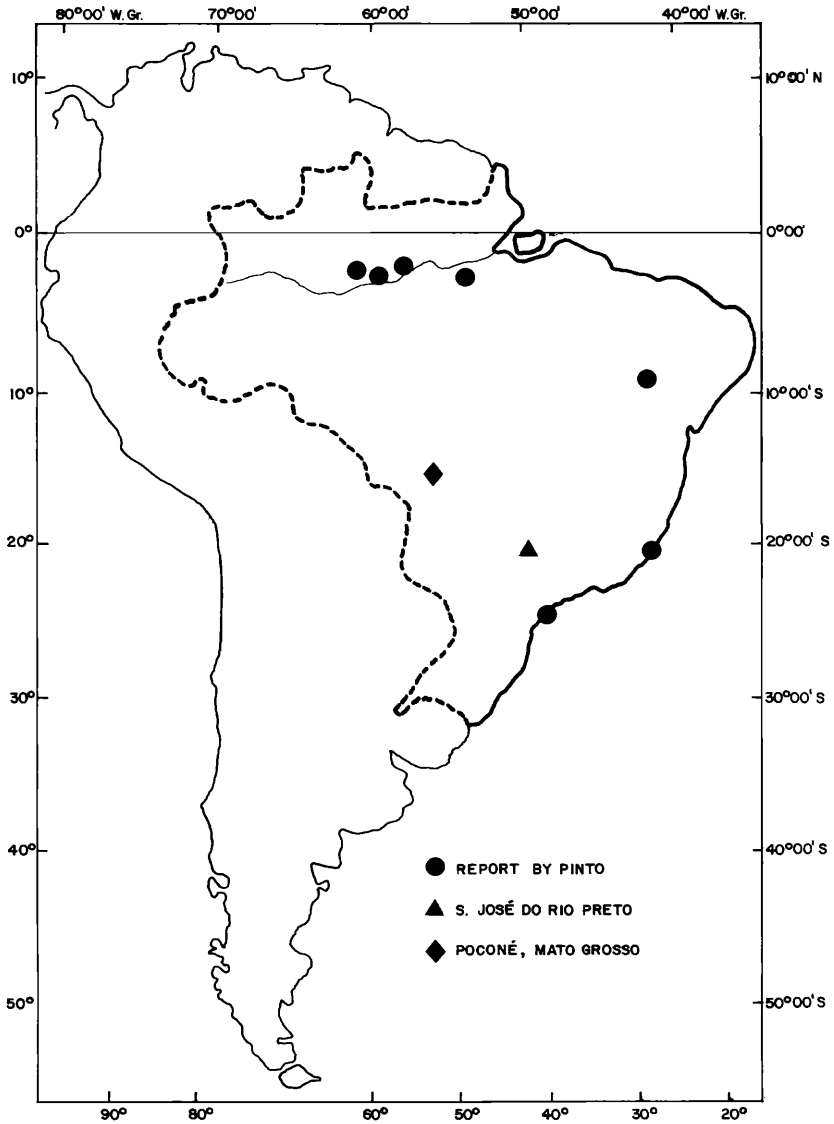 80°00' W.Gr. 70°00' 60°00' 50°00' 40°00' W.Gr.
10° 10°00' N
0° 0°00'
10° 10°00' S
20° 20°00' S
30° 30°00' S
40° 40°00' S
50° 50°00' S
REPORT BY PINTO
S. JOSÉ DO RIO PRETO
POCONÉ, MATO GROSSO
90° 80° 60° 50° 40° 30° 20°